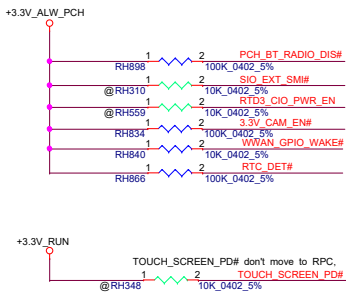 +3.3V_ALW_PCH
1 2 PCH_BT_RADIO_DIS#
RH898 100K_0402_5%
1 2 SIO_EXT_SMI#
@RH310 10K_0402_5%
1 2 RTD3_CIO_PWR_EN
@RH559 10K_0402_5%
1 2 3.3V_CAM_EN#
RH834 10K_0402_5%
1 2 WWAN_GPIO_WAKE#
RH840 10K_0402_5%
1 2 RTC_DET#
RH866 100K_0402_5%
+3.3V_RUN
TOUCH_SCREEN_PD# don't move to RPC,
1 2 TOUCH_SCREEN_PD#
@RH348 10K_0402_5%